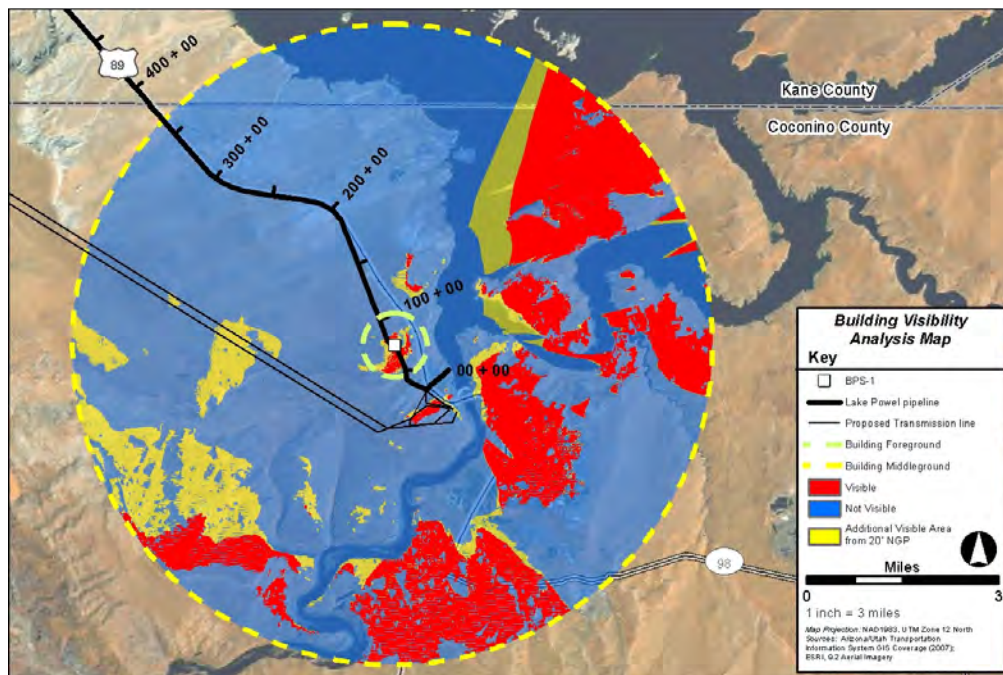 89
400 + 00
300 + 00
200 + 00
100 + 00
00 + 00
Kane County
Coconino County
98
Building Visibility
Analysis Map
Key
BPS-1
Lake Powel pipeline
Proposed Transmission line
Building Foreground
Building Middleground
Visible
Not Visible
Additional Visible Area
from 20' NGP
Miles
0 3
1 inch = 3 miles
Map Projection: NAD1983, UTM Zone 12 North
Sources: Arizona/Utah Transportation
Information System GIS Coverage (2007);
ESRI, G2 Aerial Imagery